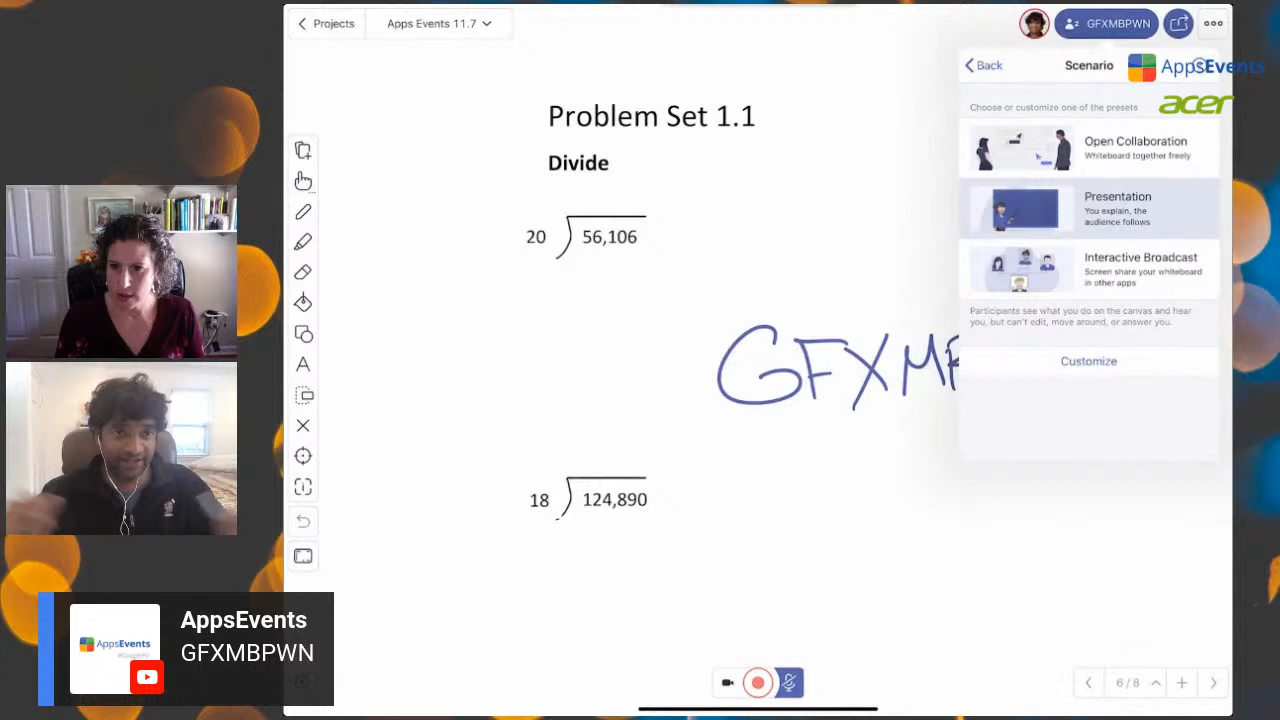 Projects
Apps Events 11.7
GFXMBPWN
Back
Scenario
AppsEvents
acer
Choose or customize one of the presets
Open Collaboration
Whiteboard together freely
Presentation
You explain, the
audience follows
Interactive Broadcast
Screen share your whiteboard
in other apps
Participants see what you do on the canvas and hear
you, but can't edit, move around, or answer you.
Customize
Problem Set 1.1
Divide
20 56,106
GFXM
18 124,890
AppsEvents
AppsEvents
GFXMBPWN
6 / 8